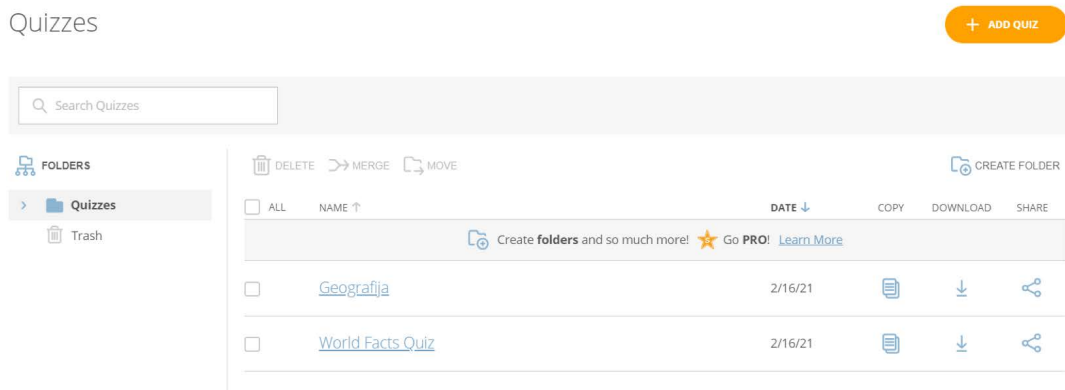 Quizzes
+ ADD QUIZ
Search Quizzes
FOLDERS
DELETE MERGE MOVE CREATE FOLDER
Quizzes
Trash
ALL NAME ↑ DATE ↓ COPY DOWNLOAD SHARE
Create folders and so much more! S Go PRO! Learn More
Geografija 2/16/21
World Facts Quiz 2/16/21